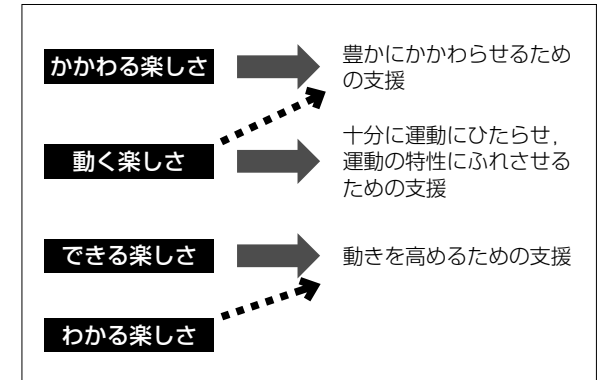 かかわる楽しさ
豊かにかかわらせるため
の支援
動く楽しさ
十分に運動にひたらせ，
運動の特性にふれさせる
ための支援
できる楽しさ
動きを高めるための支援
わかる楽しさ